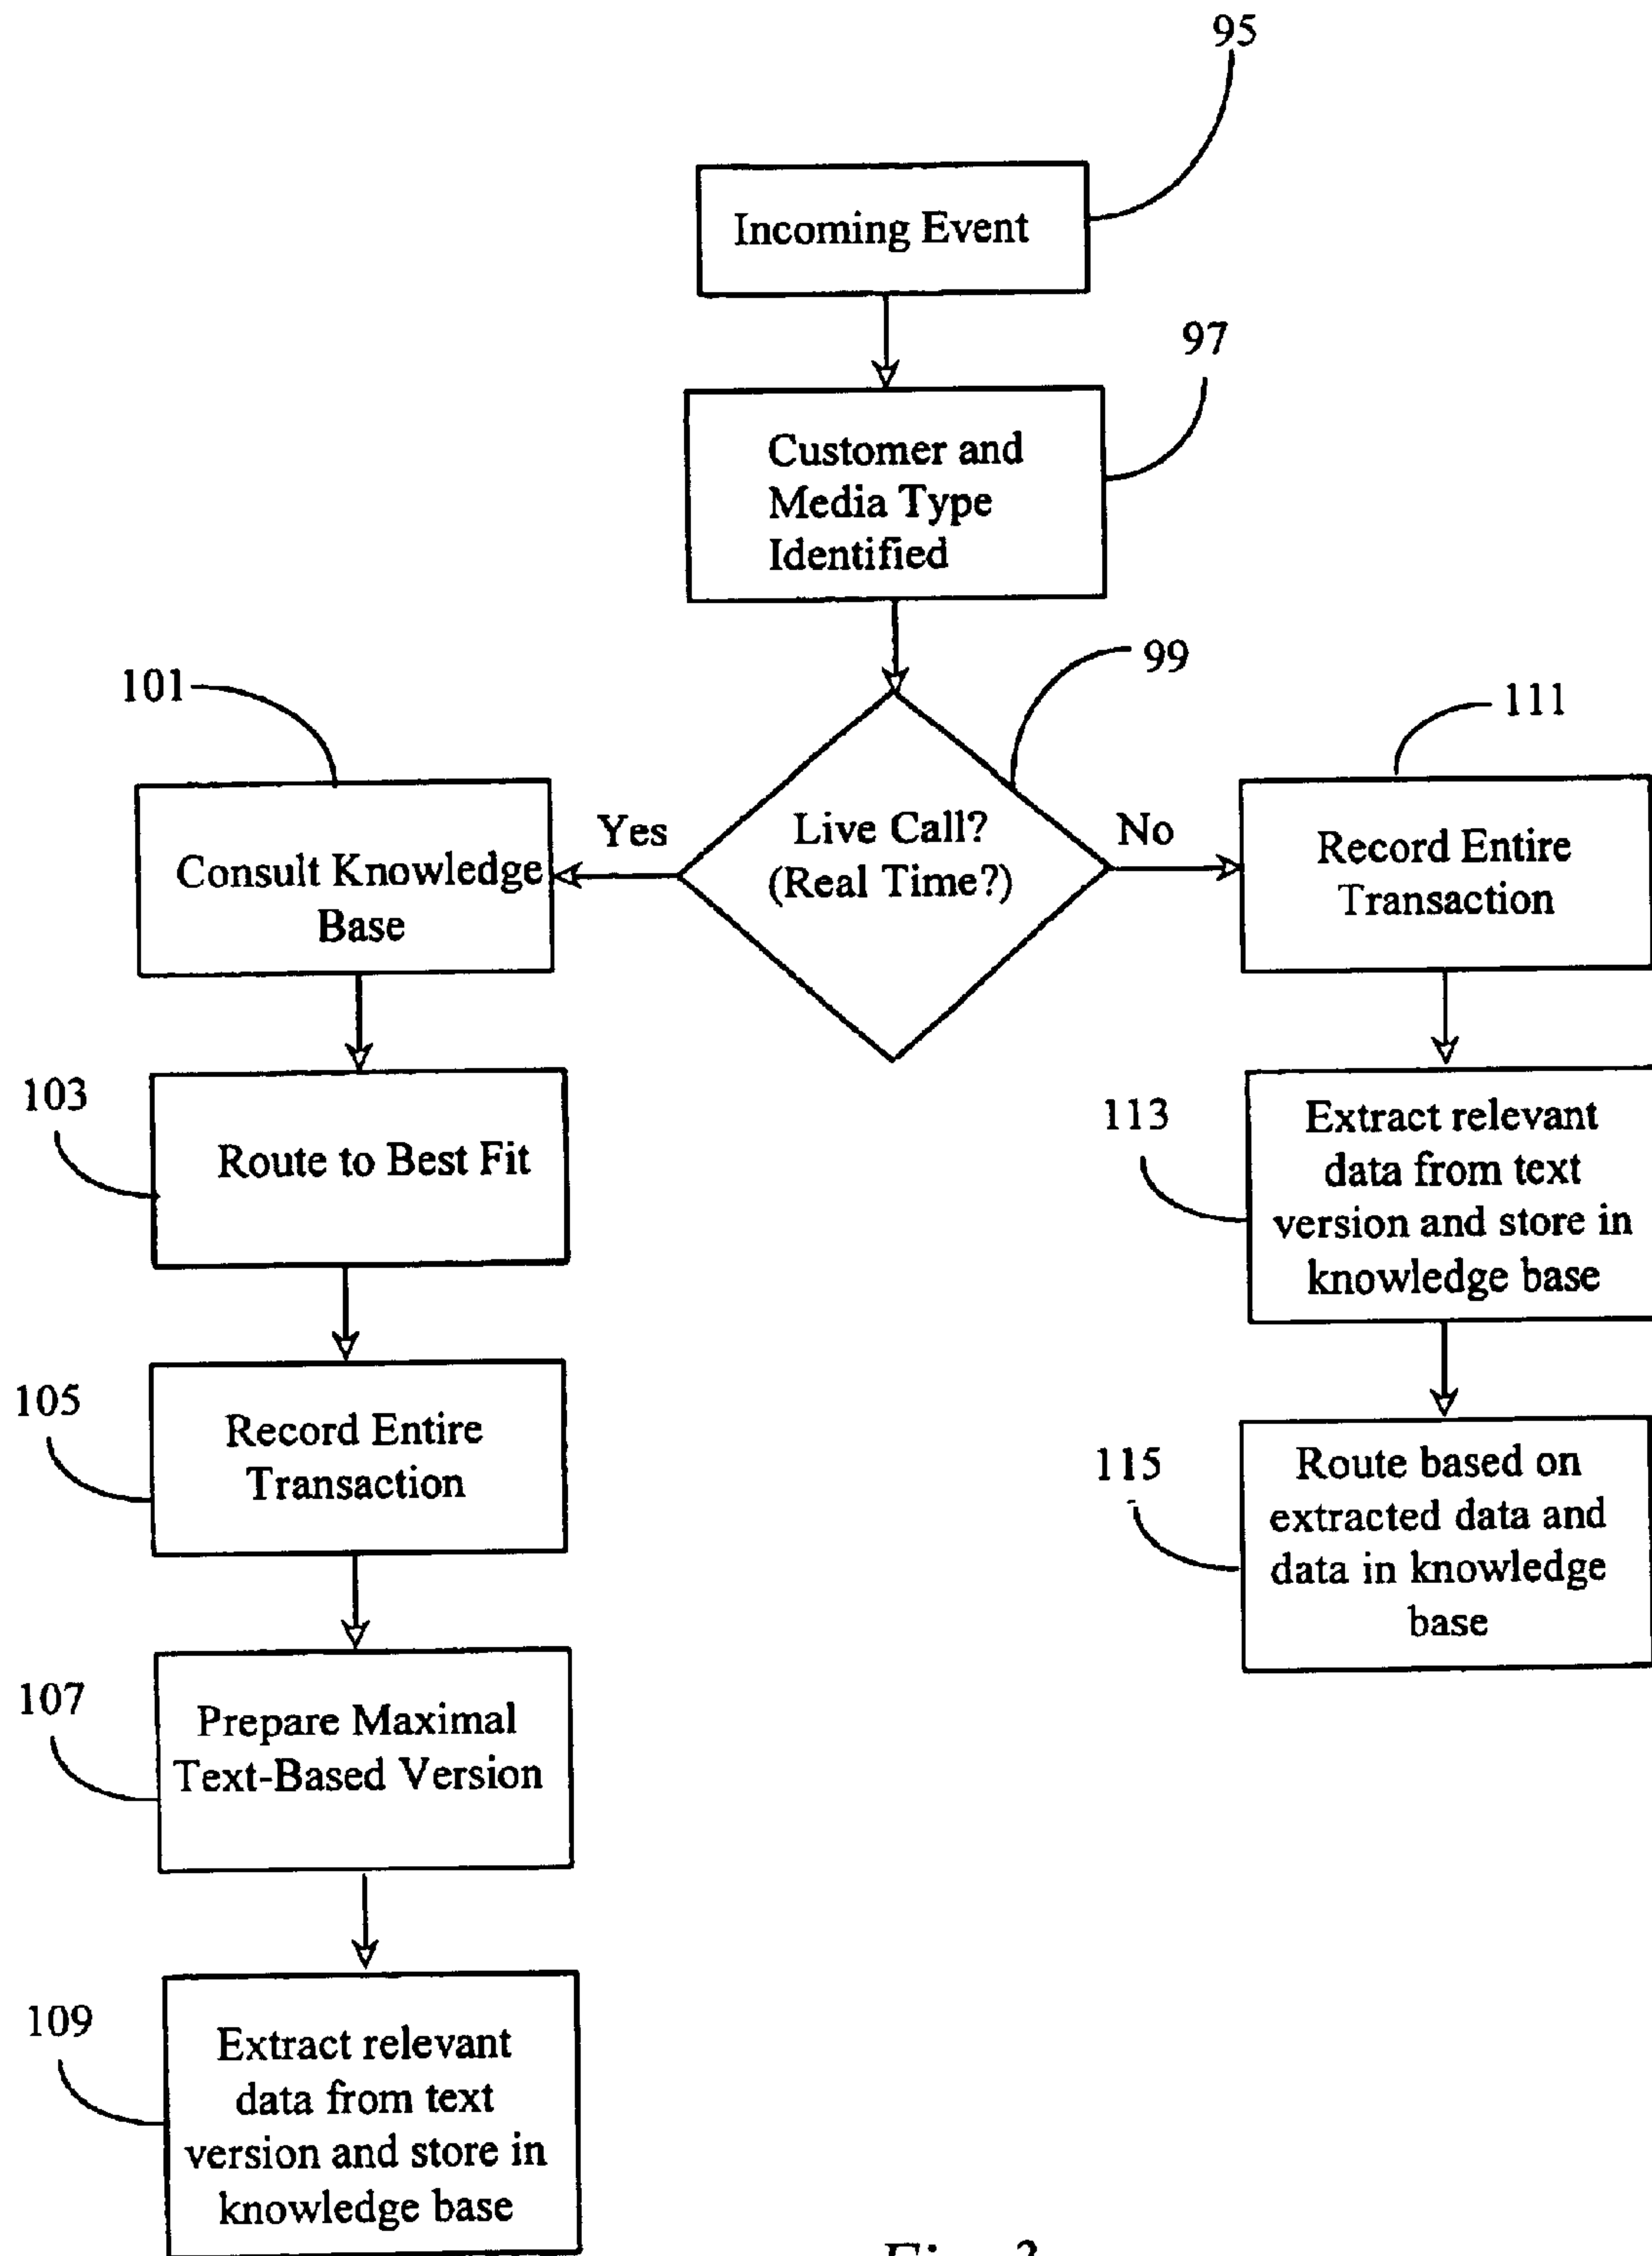 95
Incoming Event
97
Customer and
Media Type
Identified
99
101
111
Live Call?
(Real Time?)
Yes
No
Consult Knowledge
Base
Record Entire
Transaction
103
Route to Best Fit
113
Extract relevant
data from text
version and store in
knowledge base
105
Record Entire
Transaction
115
Route based on
extracted data and
data in knowledge
base
107
Prepare Maximal
Text-Based Version
109
Extract relevant
data from text
version and store in
knowledge base